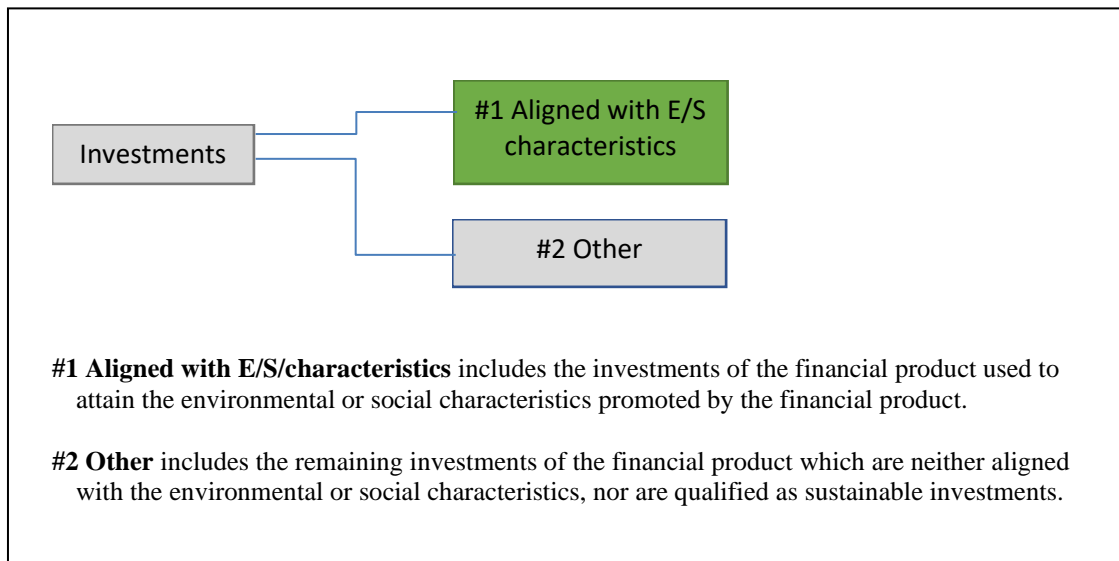 #1 Aligned with E/S
characteristics
Investments
#2 Other
#1 Aligned with E/S/characteristics includes the investments of the financial product used to
attain the environmental or social characteristics promoted by the financial product.
#2 Other includes the remaining investments of the financial product which are neither aligned
with the environmental or social characteristics, nor are qualified as sustainable investments.